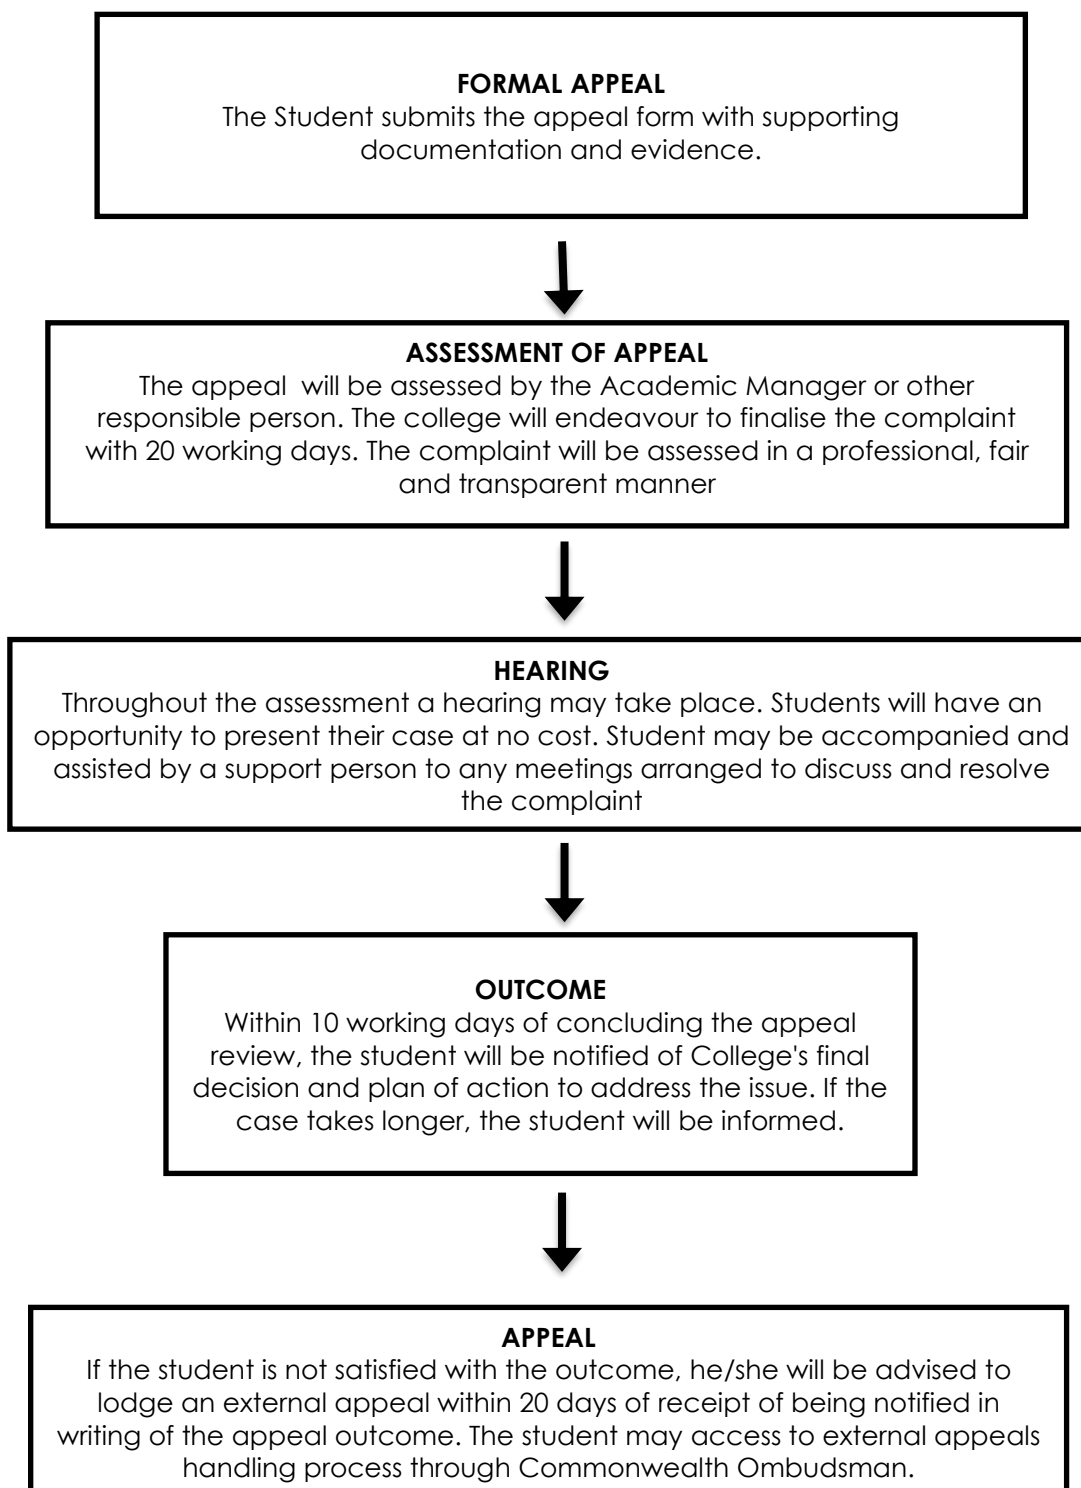 FORMAL APPEAL
The Student submits the appeal form with supporting
documentation and evidence.
ASSESSMENT OF APPEAL
The appeal  will be assessed by the Academic Manager or other
responsible person. The college will endeavour to finalise the complaint
with 20 working days. The complaint will be assessed in a professional, fair
and transparent manner
HEARING
Throughout the assessment a hearing may take place. Students will have an
opportunity to present their case at no cost. Student may be accompanied and
assisted by a support person to any meetings arranged to discuss and resolve
the complaint
OUTCOME
Within 10 working days of concluding the appeal
review, the student will be notified of College's final
decision and plan of action to address the issue. If the
case takes longer, the student will be informed.
APPEAL
If the student is not satisfied with the outcome, he/she will be advised to
lodge an external appeal within 20 days of receipt of being notified in
writing of the appeal outcome. The student may access to external appeals
handling process through Commonwealth Ombudsman.